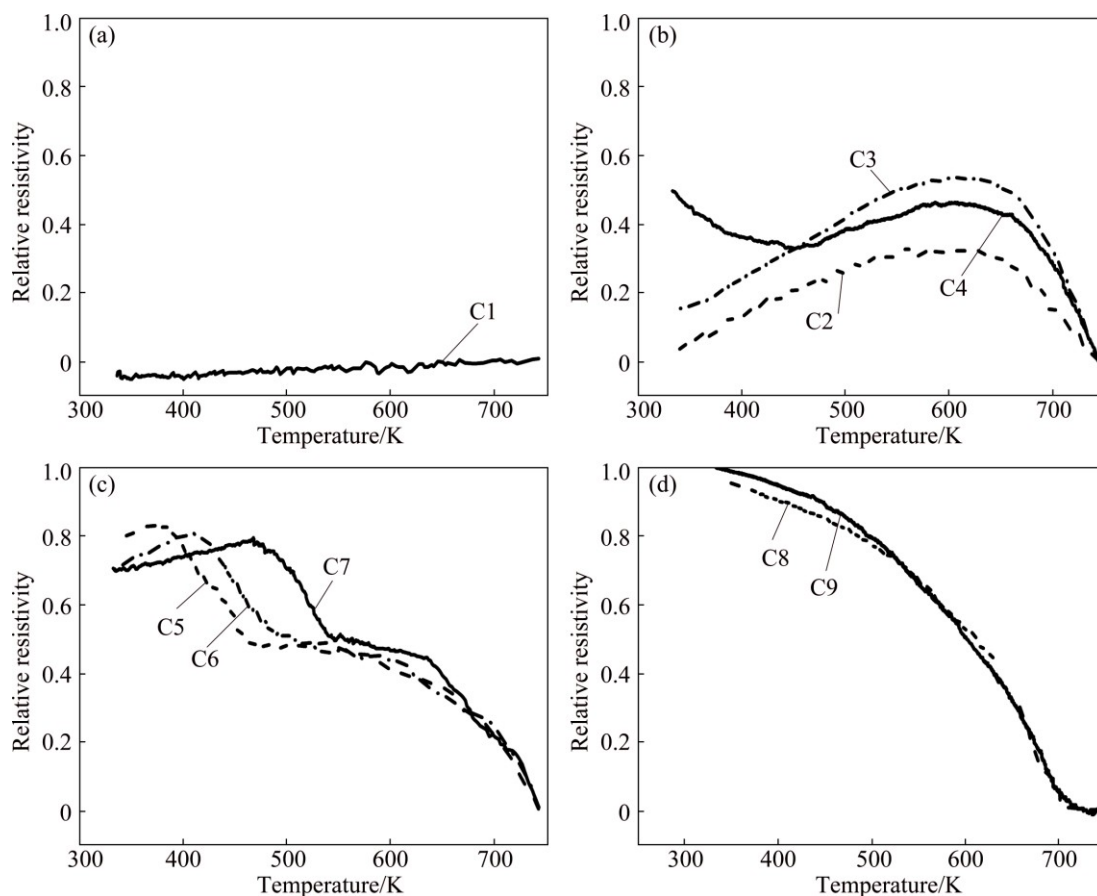 (a)
1.0
0.8
0.6
0.4
0.2
0
Relative resistivity
C1
300 400 500 600 700
Temperature/K
(b)
1.0
0.8
0.6
0.4
0.2
0
Relative resistivity
C3
C4
C2
300 400 500 600 700
Temperature/K
(c)
1.0
0.8
0.6
0.4
0.2
0
Relative resistivity
C7
C5
C6
300 400 500 600 700
Temperature/K
(d)
1.0
0.8
0.6
0.4
0.2
0
Relative resistivity
C8
C9
300 400 500 600 700
Temperature/K